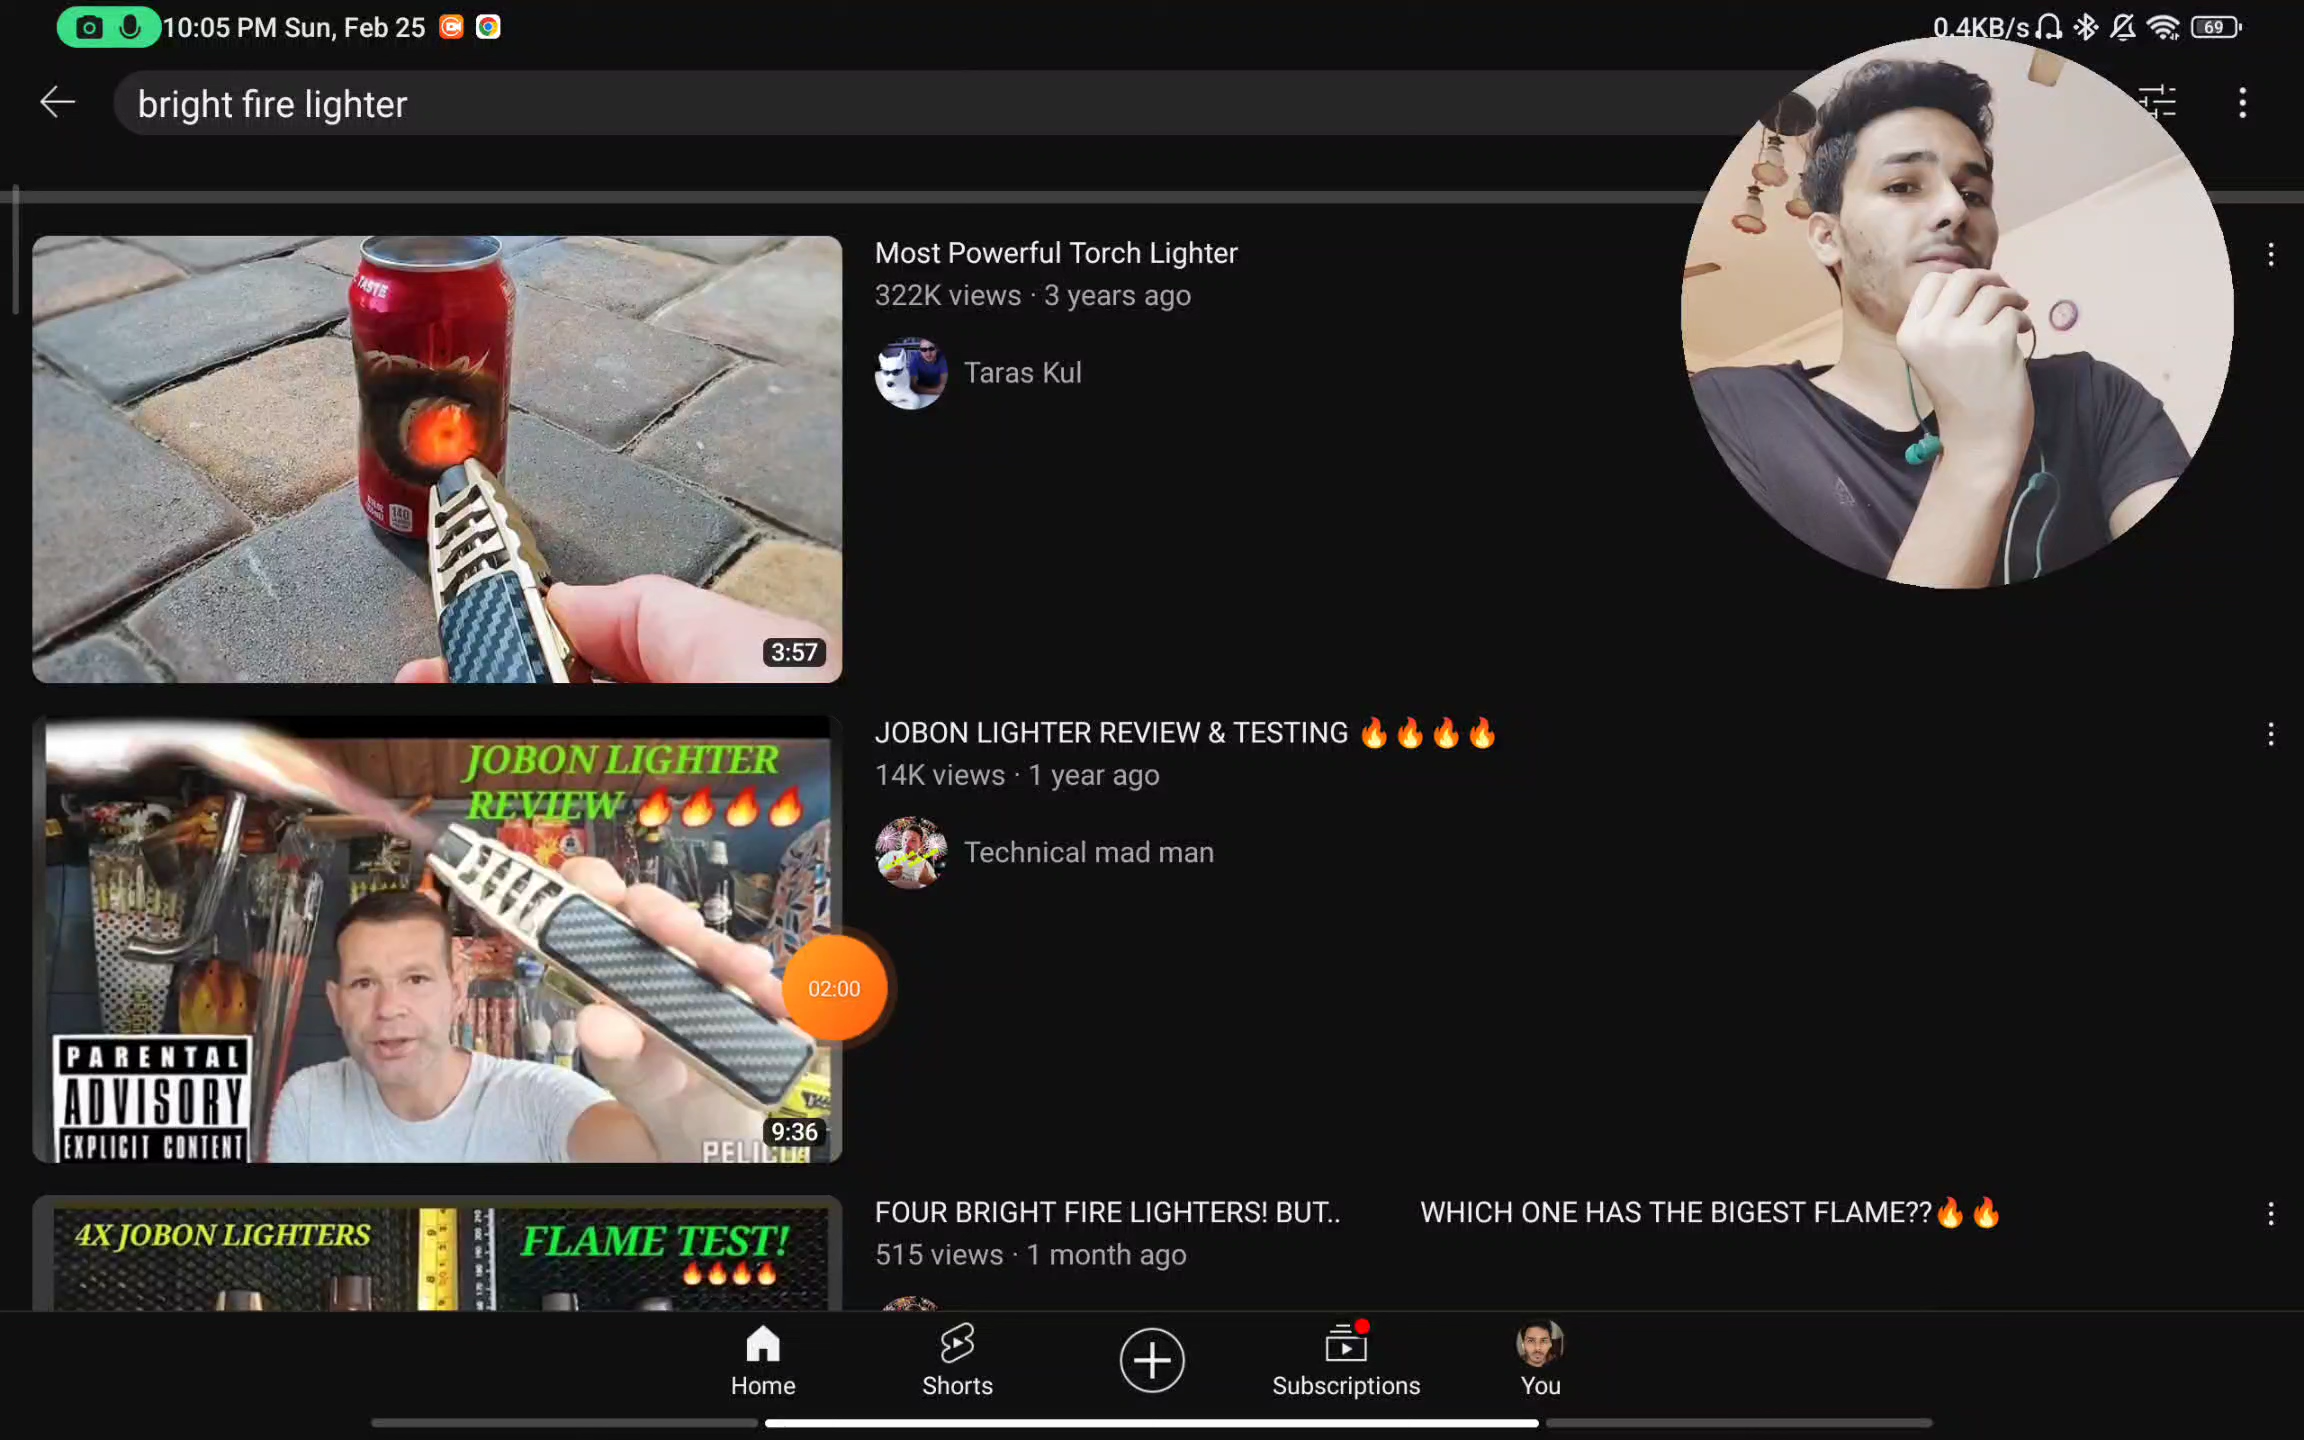 10:05 PM Sun, Feb 25
0.4KB/s
69
bright fire lighter
TASTE
140
3:57
Most Powerful Torch Lighter
322K views · 3 years ago
Taras Kul
JOBON LIGHTER
REVIEW 🔥🔥🔥🔥
PARENTAL
ADVISORY
EXPLICIT CONTENT
9:36
JOBON LIGHTER REVIEW & TESTING 🔥🔥🔥🔥
14K views · 1 year ago
Technical mad man
02:00
4X JOBON LIGHTERS
FLAME TEST!
🔥🔥🔥🔥
FOUR BRIGHT FIRE LIGHTERS! BUT.. WHICH ONE HAS THE BIGEST FLAME??🔥🔥
515 views · 1 month ago
Home
Shorts
Subscriptions
You